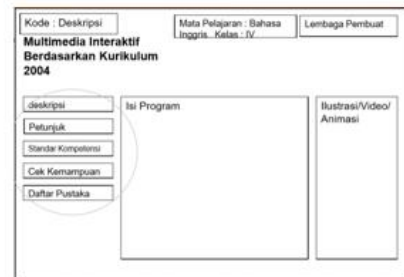 Kode : Deskripsi
Mata Pelajaran : Bahasa
Inggris Kelas : IV
Lembaga Pembuat
Multimedia Interaktif
Berdasarkan Kurikulum
2004
deskripsi
Petunjuk
Standar Kompetensi
Cek Kemampuan
Daftar Pustaka
Isi Program
Ilustrasi/Video/
Animasi